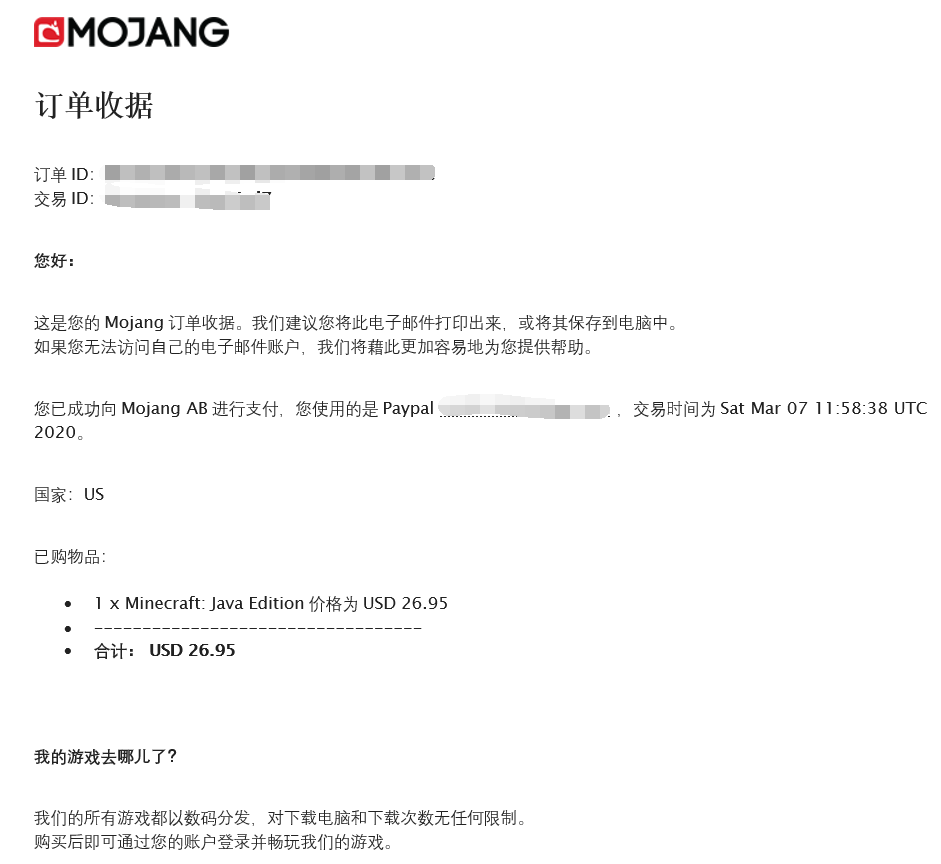 MOJANG
订单收据
订单 ID:
交易 ID:
您好：
这是您的 Mojang 订单收据。我们建议您将此电子邮件打印出来，或将其保存到电脑中。
如果您无法访问自己的电子邮件账户，我们将藉此更加容易地为您提供帮助。
您已成功向 Mojang AB 进行支付，您使用的是 Paypal ，交易时间为 Sat Mar 07 11:58:38 UTC
2020。
国家：US
已购物品:
• 1 x Minecraft: Java Edition 价格为 USD 26.95
• ----------------------------------
• 合计： USD 26.95
我的游戏去哪儿了?
我们的所有游戏都以数码分发，对下载电脑和下载次数无任何限制。
购买后即可通过您的账户登录并畅玩我们的游戏。